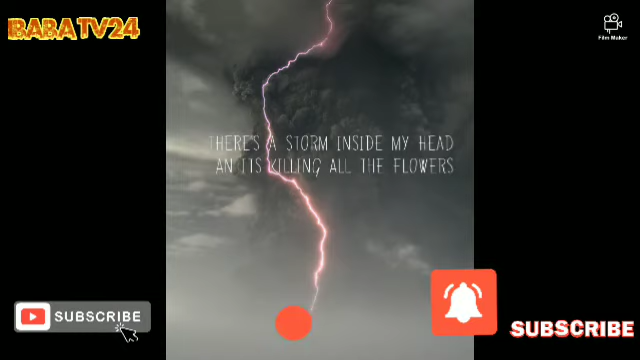 BABATV24
Film Maker
THERE'S A STORM INSIDE MY HEAD
AN ITS KILLING ALL THE FLOWERS
SUBSCRIBE
SUBSCRIBE